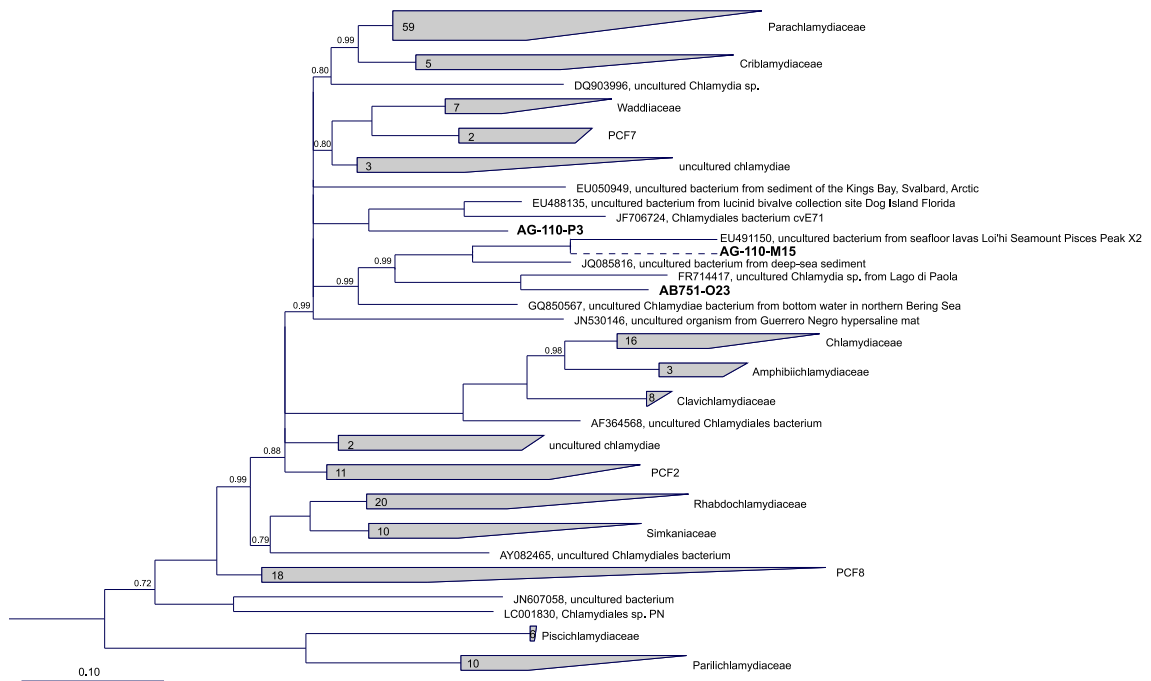 59
Parachlamydiaceae
0.99
5
Criblamydiaceae
0.80
DQ903996, uncultured Chlamydia sp.
7
Waddliaceae
2
PCF7
0.80
3
uncultured chlamydiae
EU050949, uncultured bacterium from sediment of the Kings Bay, Svalbard, Arctic
EU488135, uncultured bacterium from lucinid bivalve collection site Dog Island Florida
JF706724, Chlamydiales bacterium cvE71
AG-110-P3
EU491150, uncultured bacterium from seafloor lavas Loi'hi Seamount Pisces Peak X2
AG-110-M15
0.99
JQ085816, uncultured bacterium from deep-sea sediment
FR714417, uncultured Chlamydia sp. from Lago di Paola
0.99
AB751-O23
GQ850567, uncultured Chlamydiae bacterium from bottom water in northern Bering Sea
0.99
JN530146, uncultured organism from Guerrero Negro hypersaline mat
16
Chlamydiaceae
0.98
3
Amphibiichlamydiaceae
8
Clavichlamydiaceae
AF364568, uncultured Chlamydiales bacterium
2
uncultured chlamydiae
0.88
11
PCF2
0.99
20
Rhabdochlamydiaceae
10
Simkaniaceae
0.79
AY082465, uncultured Chlamydiales bacterium
18
PCF8
0.72
JN607058, uncultured bacterium
LC001830, Chlamydiales sp. PN
Piscichlamydiaceae
10
Parilichlamydiaceae
0.10